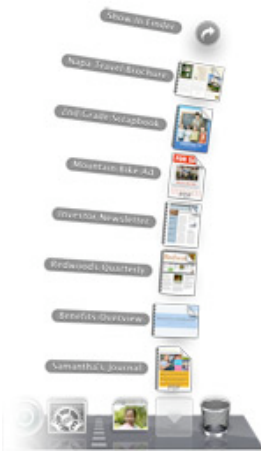 Show In Finder
Napa Travel Brochure
2nd Grade Scrapbook
Mountain Bike Ad
Investor Newsletter
Redwoods Quarterly
Benefits Overview
Samantha's Journal